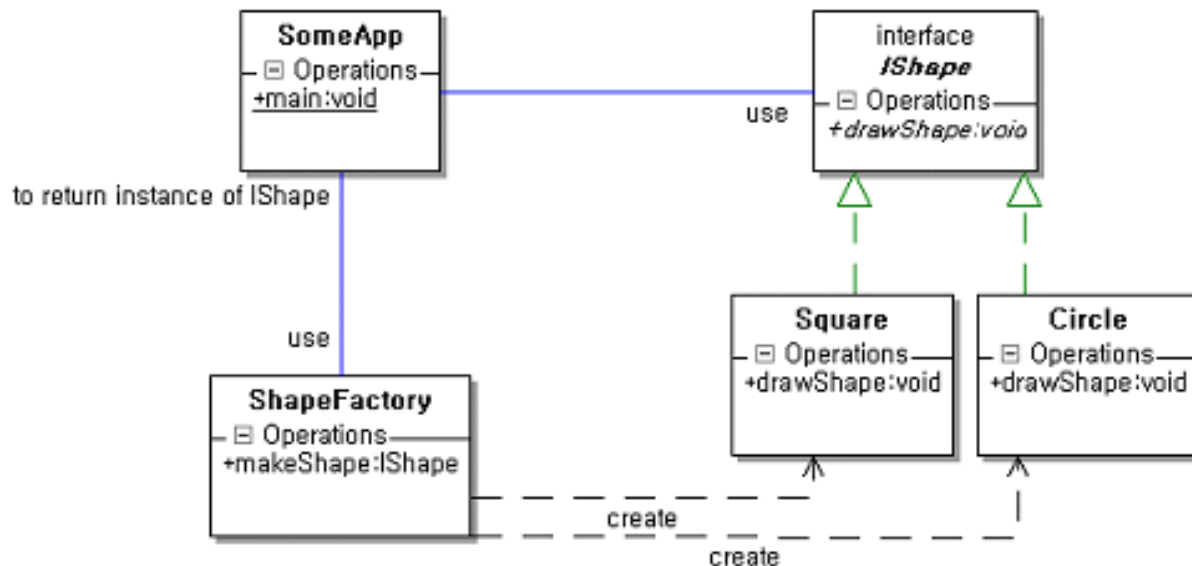 SomeApp
Operations
+main:void
interface
IShape
Operations
+drawShape:void
use
to return instance of IShape
use
Square
Operations
+drawShape:void
Circle
Operations
+drawShape:void
ShapeFactory
Operations
+makeShape:IShape
create
create